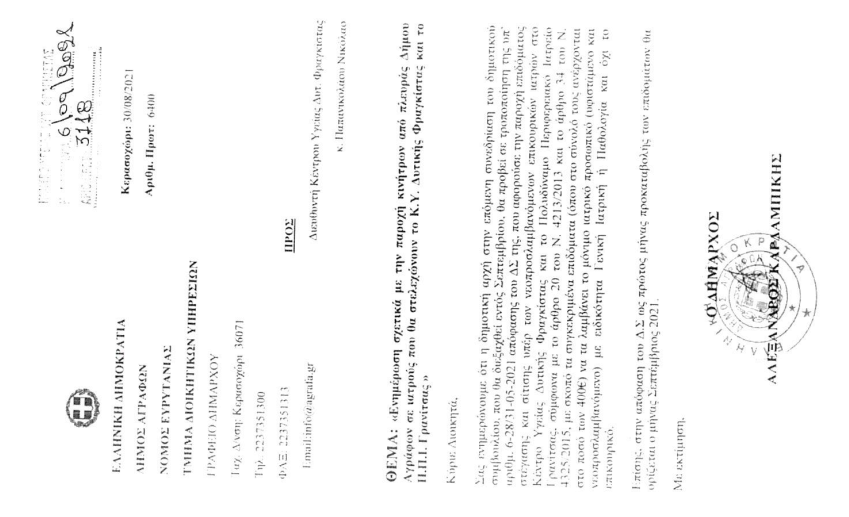 6/09/2021
3118
Κερασοχώρι: 30/08/2021
Αριθμ. Πρωτ: 6400
ΕΛΛΗΝΙΚΗ ΔΗΜΟΚΡΑΤΙΑ
ΔΗΜΟΣ ΑΓΡΑΦΩΝ
ΝΟΜΟΣ ΕΥΡΥΤΑΝΙΑΣ
ΤΜΗΜΑ ΔΙΟΙΚΗΤΙΚΩΝ ΥΠΗΡΕΣΙΩΝ
ΓΡΑΦΕΙΟ ΔΗΜΑΡΧΟΥ
Ταχ. Δνση: Κερασοχώρι 36071
Τηλ. 2237351300
ΦΑΞ. 2237351313
Email:info@agrafa.gr
ΠΡΟΣ
Διευθυντή Κέντρου Υγείας Δυτ. Φραγκίστας
κ. Παπανικολάου Νικόλαο
ΘΕΜΑ: «Ενημέρωση σχετικά με την παροχή κινήτρων από πλευράς Δήμου
Αγράφων σε ιατρούς που θα στελεχώνουν το Κ.Υ. Δυτικής Φραγκίστας και το
Π.Π.Ι. Γρανίτσας»
Κύριε Διοικητά,
Σας ενημερώνουμε ότι η δημοτική αρχή στην επόμενη συνεδρίαση του δημοτικού
συμβουλίου, που θα διεξαχθεί εντός Σεπτεμβρίου, θα προβεί σε τροποποίηση της υπ'
αριθμ. 6-28/31-05-2021 απόφασης του ΔΣ της, που αφορούσε την παροχή επιδόματος
στέγασης και σίτισης υπέρ των νεοπροσλαμβανόμενων επικουρικών ιατρών στο
Κέντρο Υγείας Δυτικής Φραγκίστας και το Πολυδύναμο Περιφερειακό Ιατρείο
Γρανίτσας, σύμφωνα με το άρθρο 20 του Ν. 4213/2013 και το άρθρο 34 του Ν.
4325/2015, με σκοπό τα συγκεκριμένα επιδόματα (όπου στο σύνολό τους ανέρχονται
στο ποσό των 400€) να τα λαμβάνει το μόνιμο ιατρικό προσωπικό (υφιστάμενο και
νεοπροσλαμβανόμενο) με ειδικότητα Γενική Ιατρική ή Παθολογία και όχι το
επικουρικό.
Επίσης, στην απόφαση του Δ.Σ ως πρώτος μήνας προκαταβολής των επιδομάτων θα
ορίζεται ο μήνας Σεπτέμβριος 2021.
Με εκτίμηση,
Ο ΔΗΜΑΡΧΟΣ
ΑΛΕΞΑΝΔΡΟΣ ΚΑΡΔΑΜΠΙΚΗΣ